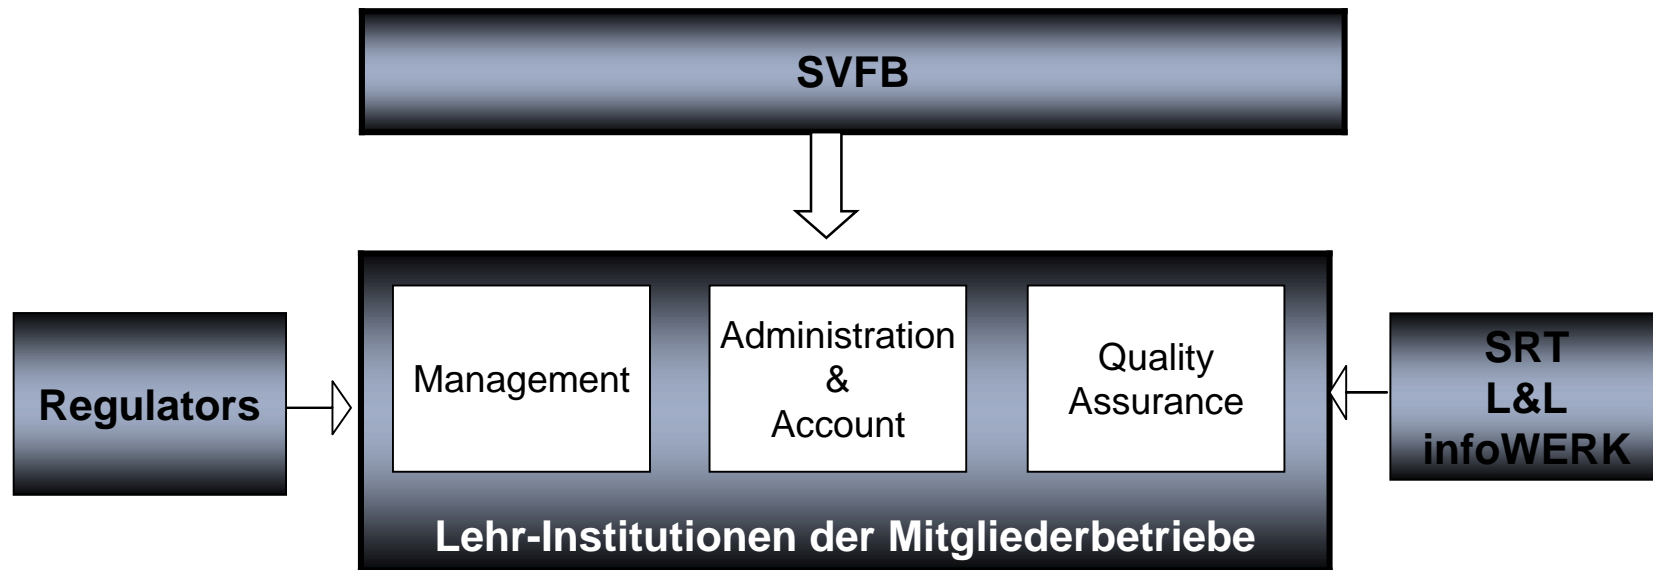 SVFB
Regulators
Management
Administration
&
Account
Quality
Assurance
SRT
L&L
infoWERK
Lehr-Institutionen der Mitgliederbetriebe